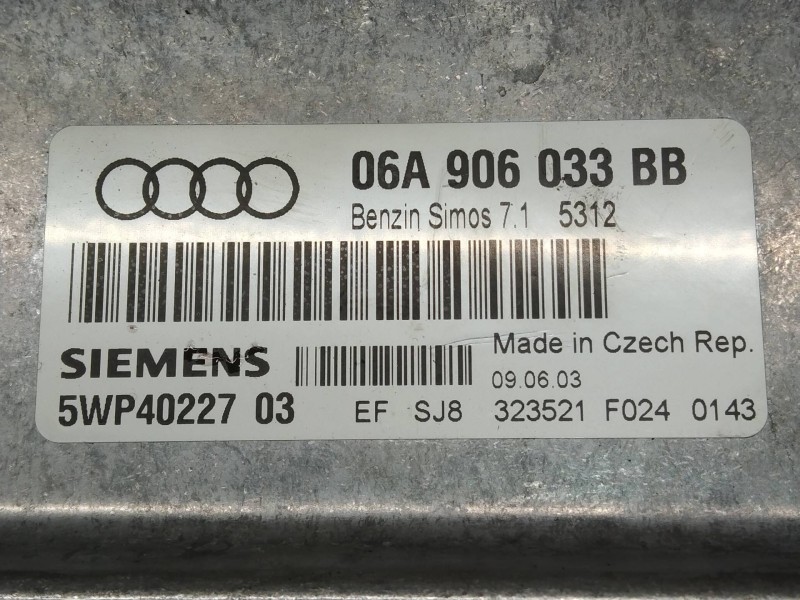 06A 906 033 BB
Benzin Simos 7.1 5312
SIEMENS
Made in Czech Rep.
09.06.03
5WP40227 03 EF SJ8 323521 F024 0143